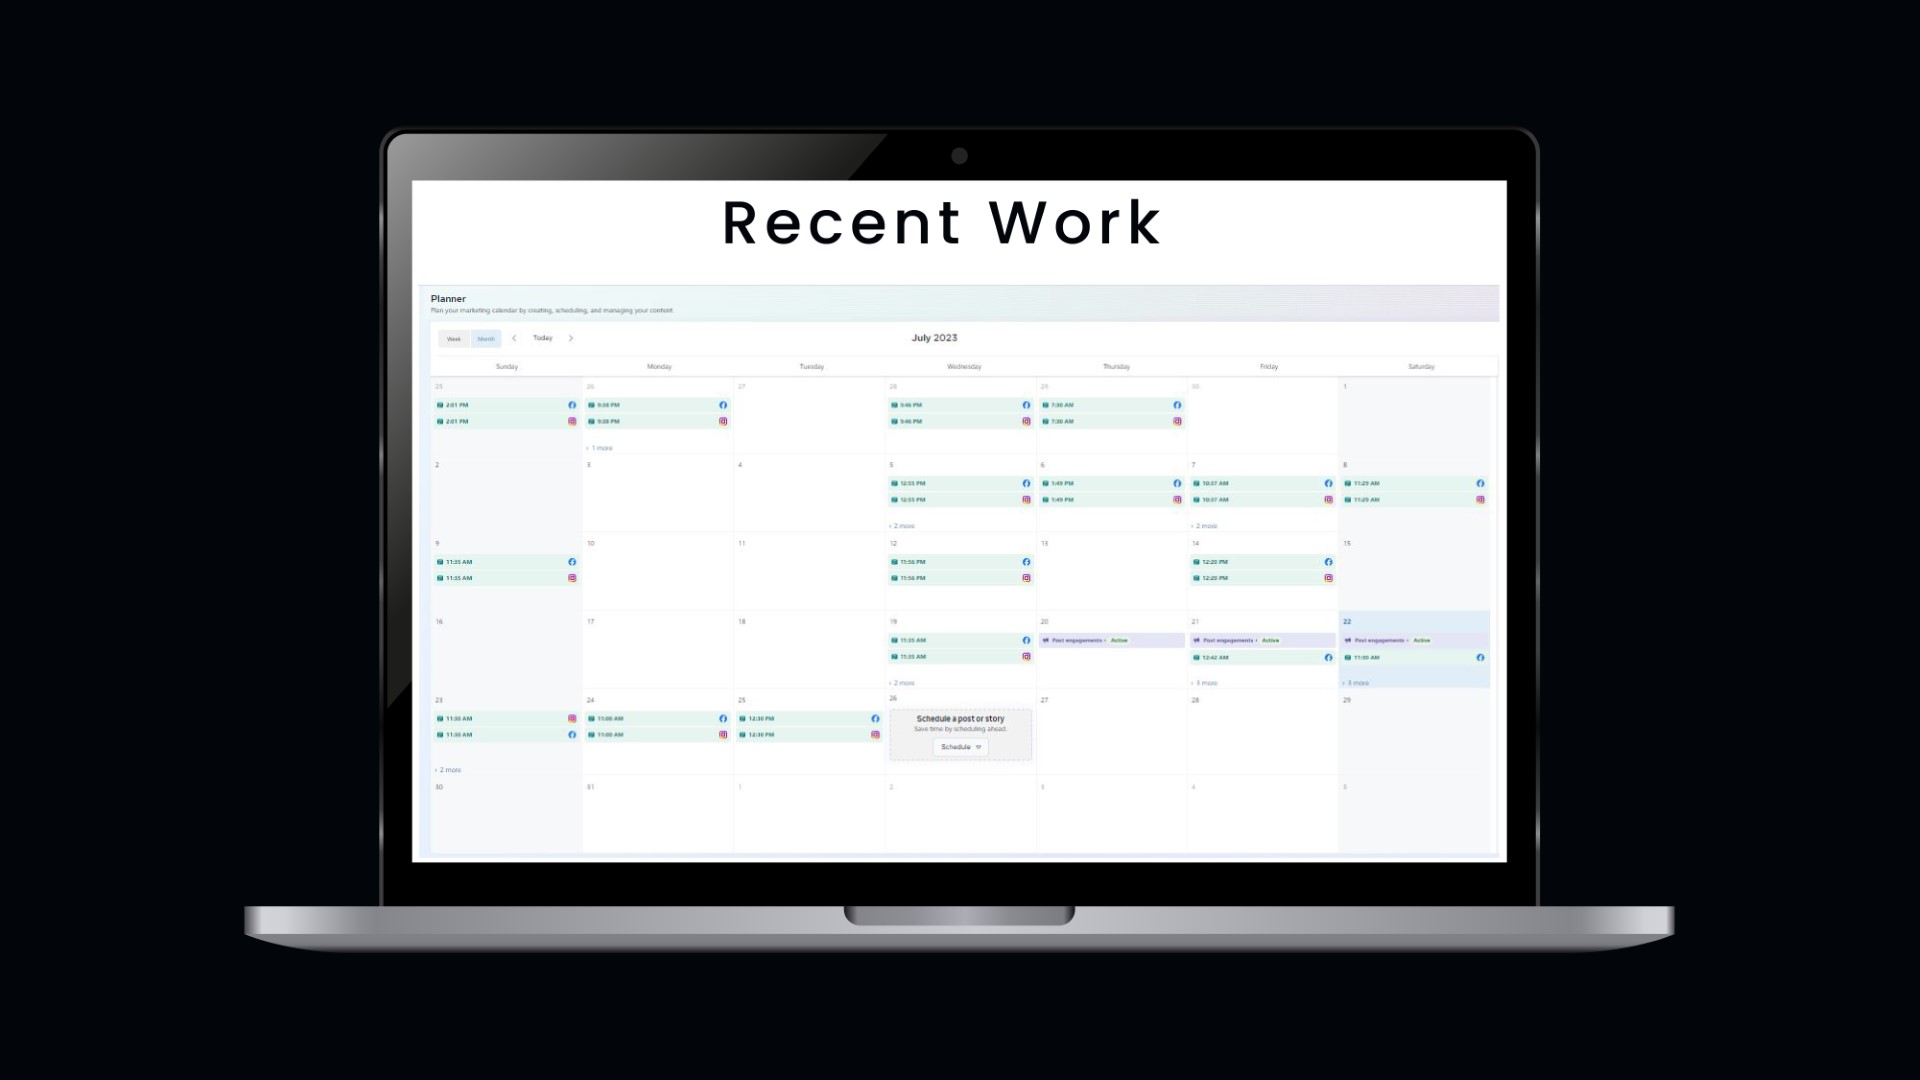 Recent Work
Planner
Plan your marketing calendar by creating, scheduling, and managing your content
Week Month Today July 2023
Sunday Monday Tuesday Wednesday Thursday Friday Saturday
25 26 27 28 29 30 1
2:01 PM 9:38 PM 9:46 PM 7:30 AM
2:01 PM 9:38 PM 9:46 PM 7:30 AM
1 more
2 3 4 5 6 7 8
12:55 PM 1:49 PM 10:37 AM 11:29 AM
12:55 PM 1:49 PM 10:37 AM 11:29 AM
2 more 2 more
9 10 11 12 13 14 15
11:35 AM 11:56 PM 12:20 PM
11:35 AM 11:56 PM 12:20 PM
16 17 18 19 20 21 22
11:35 AM Post engagements • Active Post engagements • Active Post engagements • Active
11:35 AM 12:42 AM 11:30 AM
2 more 3 more 3 more
23 24 25 26 27 28 29
11:30 AM 11:00 AM 12:30 PM Schedule a post or story
Save time by scheduling ahead.
11:30 AM 11:00 AM 12:30 PM
Schedule
2 more
30 31 1 2 3 4 5